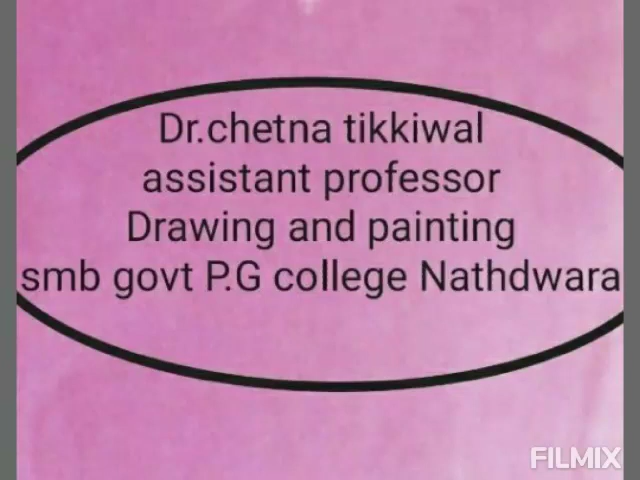 Dr.chetna tikkiwal
assistant professor
Drawing and painting
smb govt P.G college Nathdwara
FILMIX